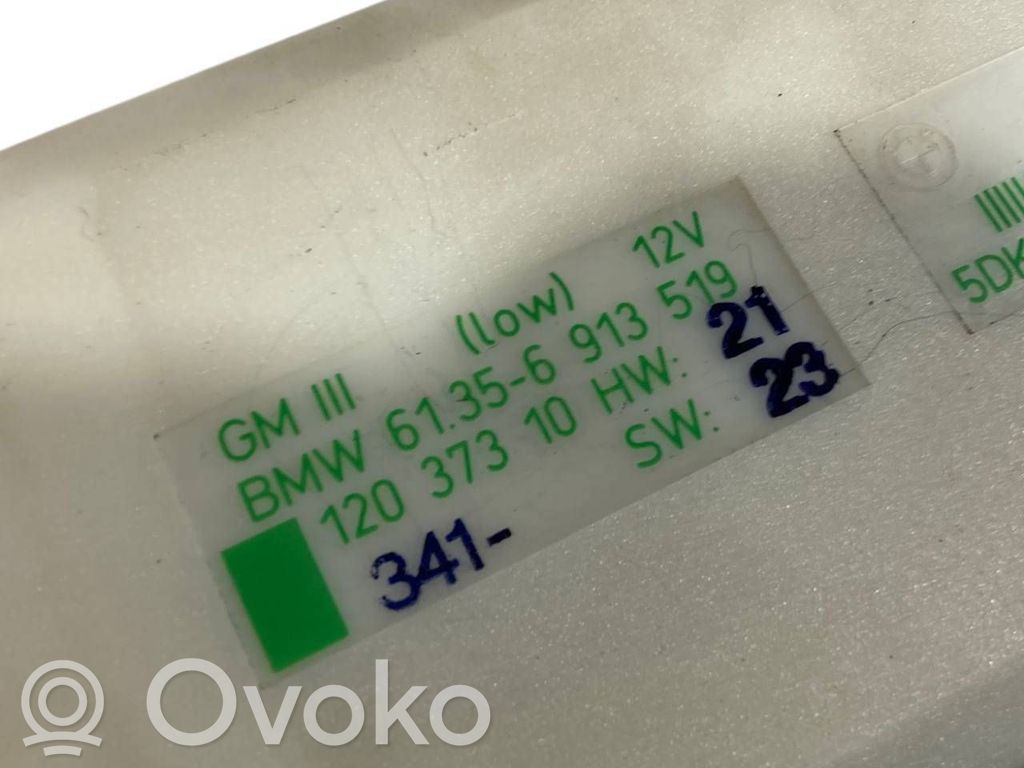 GM III (low) 12V
BMW 61.35-6 913 519
120 373 10 HW: 21
SW: 23
341-
5DK
Ovoko